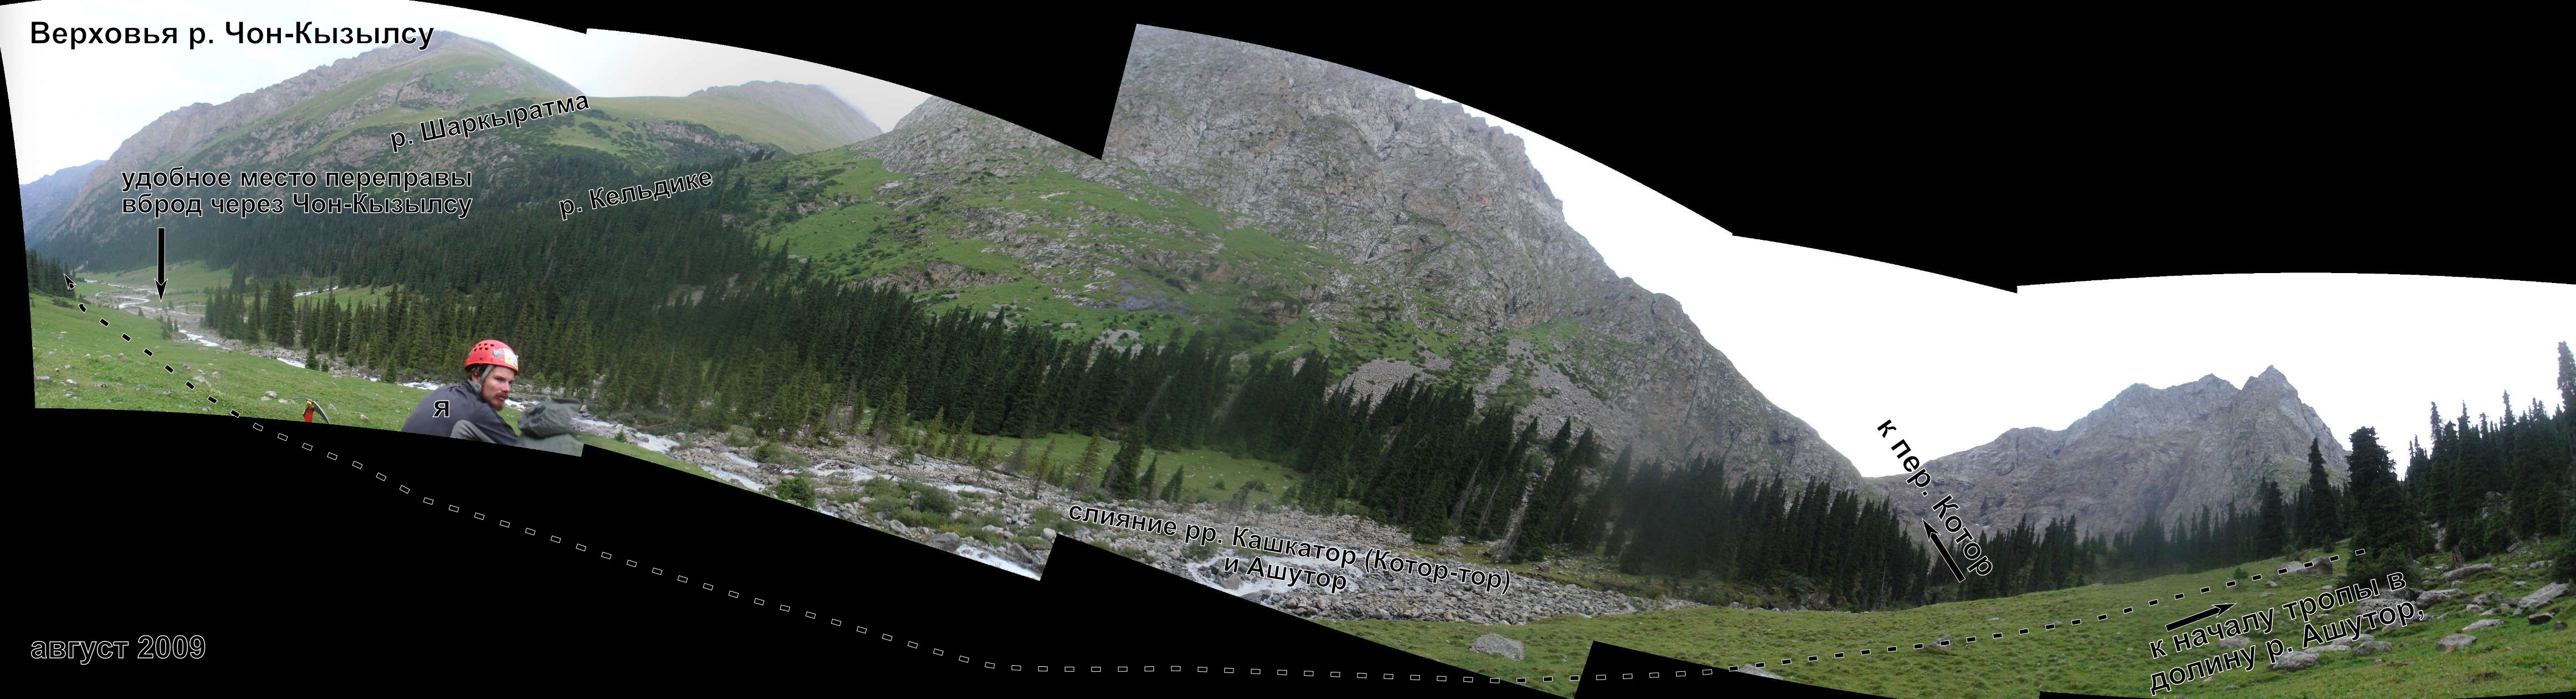 Верховья р. Чон-Кызылсу
р. Шаркыратма
удобное место переправы
вброд через Чон-Кызылсу
р. Кельдике
я
к пер. Котор
слияние рр. Кашкатор (Котор-тор)
и Ашутор
к началу тропы в
долину р. Ашутор,
август 2009